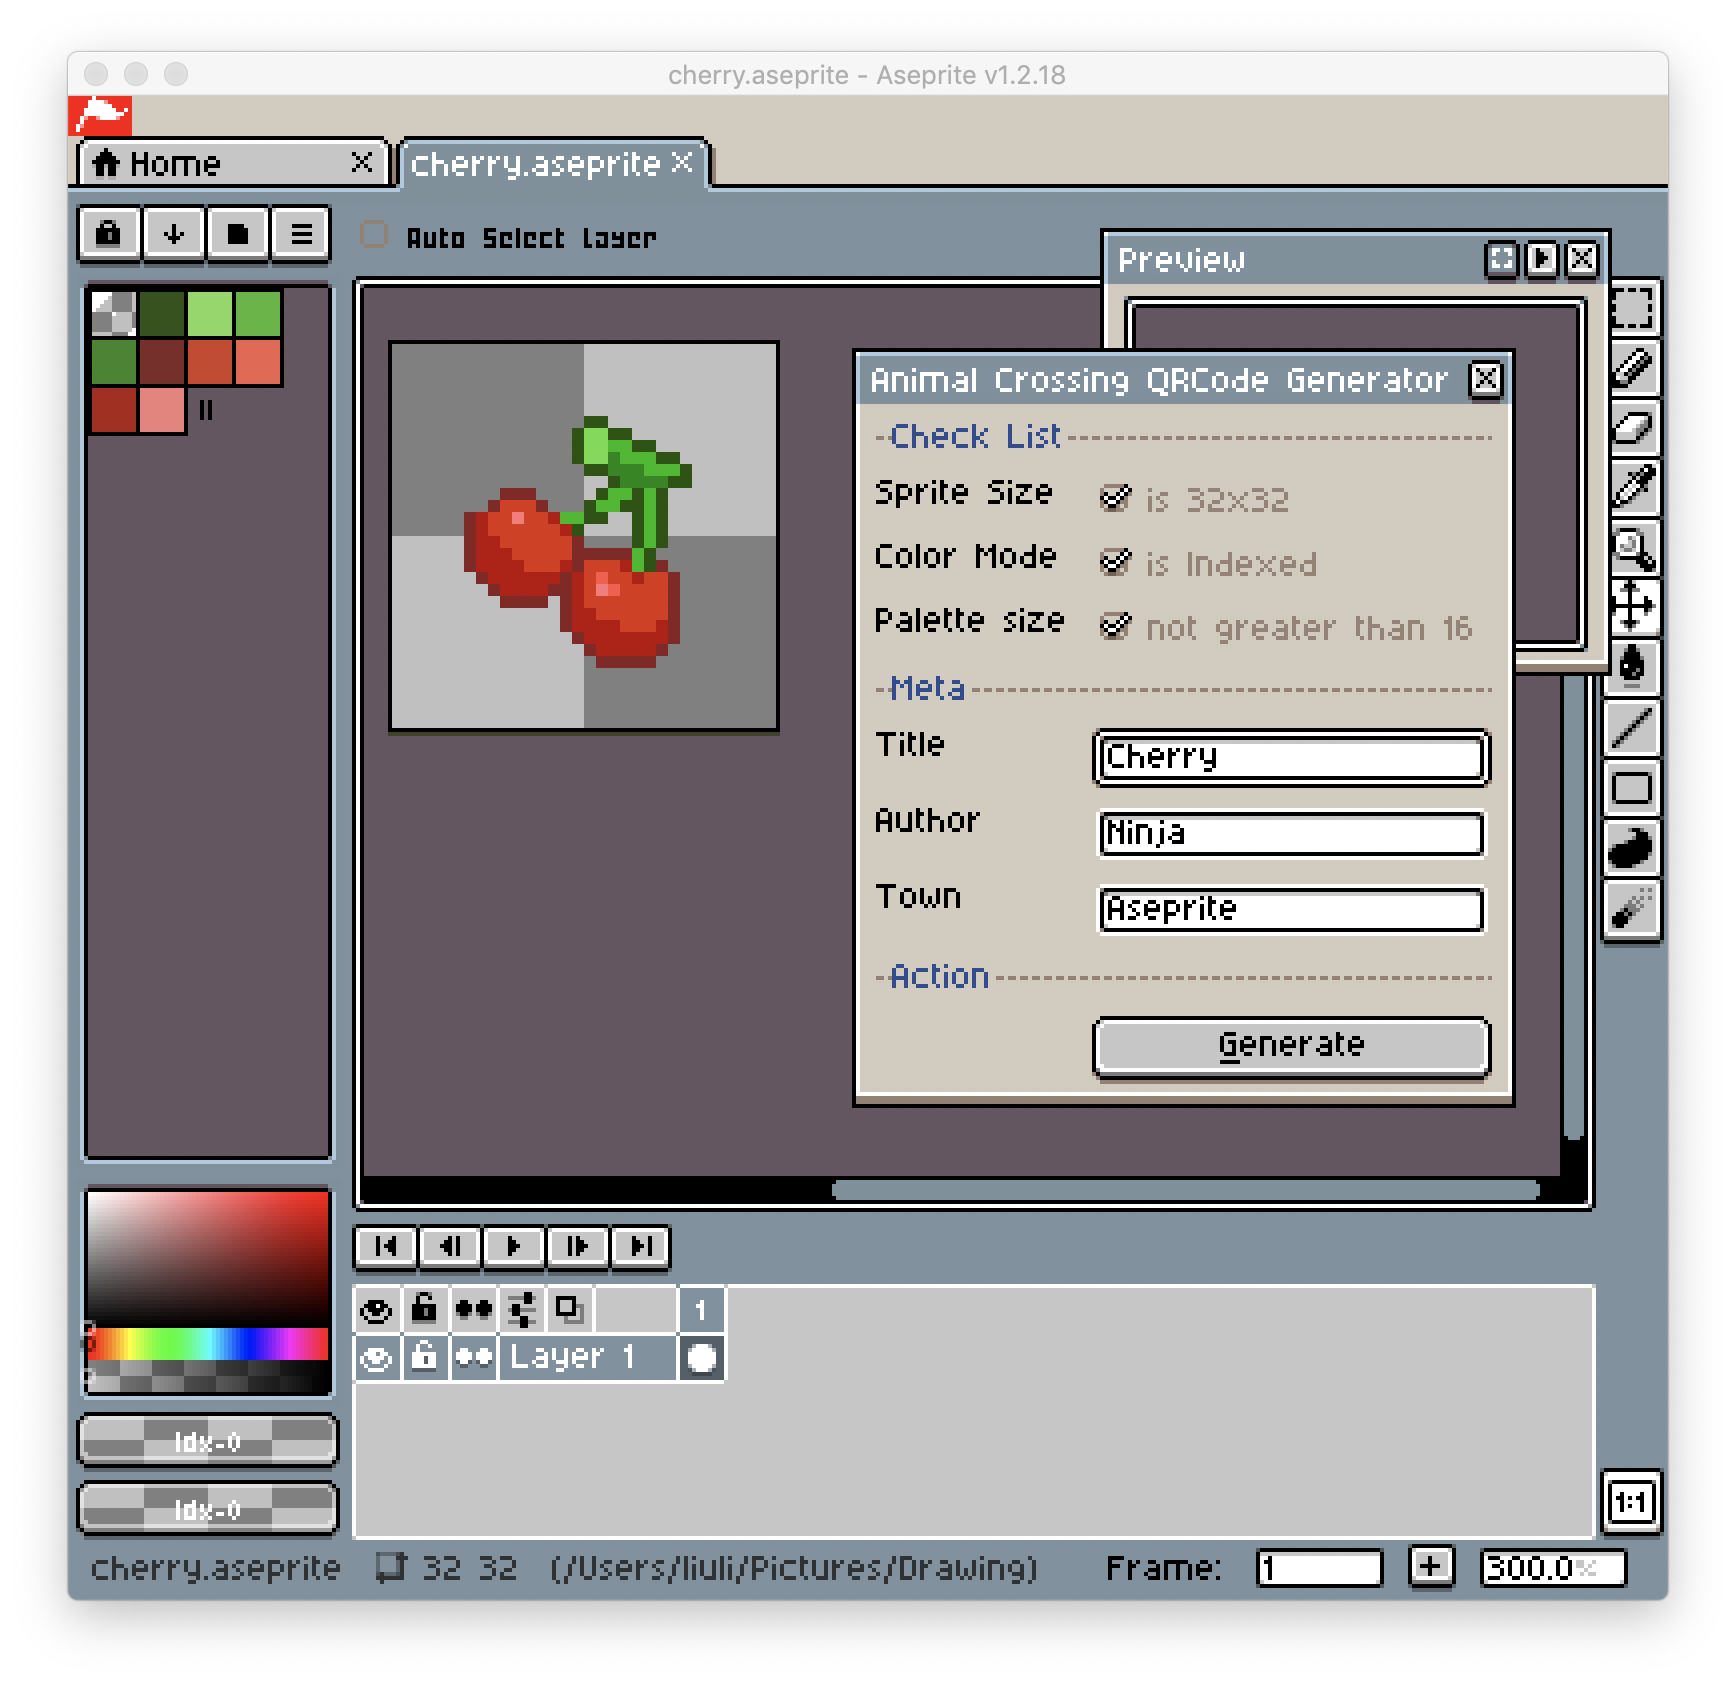 cherry.aseprite - Aseprite v1.2.18
Home
cherry.aseprite
Auto Select Layer
Preview
Animal Crossing QRCode Generator
Check List
Sprite Size is 32x32
Color Mode is Indexed
Palette size not greater than 16
Meta
Title Cherry
Author Ninja
Town Aseprite
Action
Generate
1
Layer 1
Idx-0
Idx-0
1:1
cherry.aseprite 32 32 (/Users/liuli/Pictures/Drawing) Frame: 1 + 300.0%